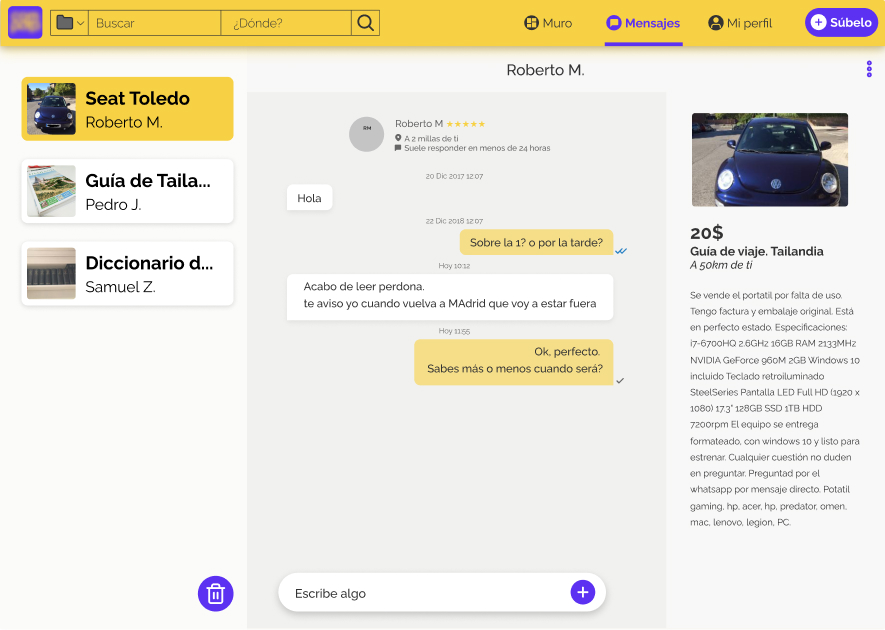 Buscar
¿Dónde?
Muro
Mensajes
Mi perfil
Súbelo
Seat Toledo
Roberto M.
Guía de Taila...
Pedro J.
Diccionario d...
Samuel Z.
Roberto M.
RM
Roberto M
A 2 millas de ti
Suele responder en menos de 24 horas
20 Dic 2017 12:07
Hola
22 Dic 2018 12:07
Sobre la 1? o por la tarde?
Hoy 10:12
Acabo de leer perdona.
te aviso yo cuando vuelva a MAdrid que voy a estar fuera
Hoy 11:55
Ok, perfecto.
Sabes más o menos cuando será?
Escribe algo
20$
Guía de viaje. Tailandia
A 50km de ti
Se vende el portatil por falta de uso.
Tengo factura y embalaje original. Está
en perfecto estado. Especificaciones:
i7-6700HQ 2.6GHz 16GB RAM 2133MHz
NVIDIA GeForce 960M 2GB Windows 10
incluido Teclado retroiluminado
SteelSeries Pantalla LED Full HD (1920 x
1080) 17.3" 128GB SSD 1TB HDD
7200rpm El equipo se entrega
formateado, con windows 10 y listo para
estrenar. Cualquier cuestión no duden
en preguntar. Preguntad por el
whatsapp por mensaje directo. Potatil
gaming, hp, acer, hp, predator, omen,
mac, lenovo, legion, PC.